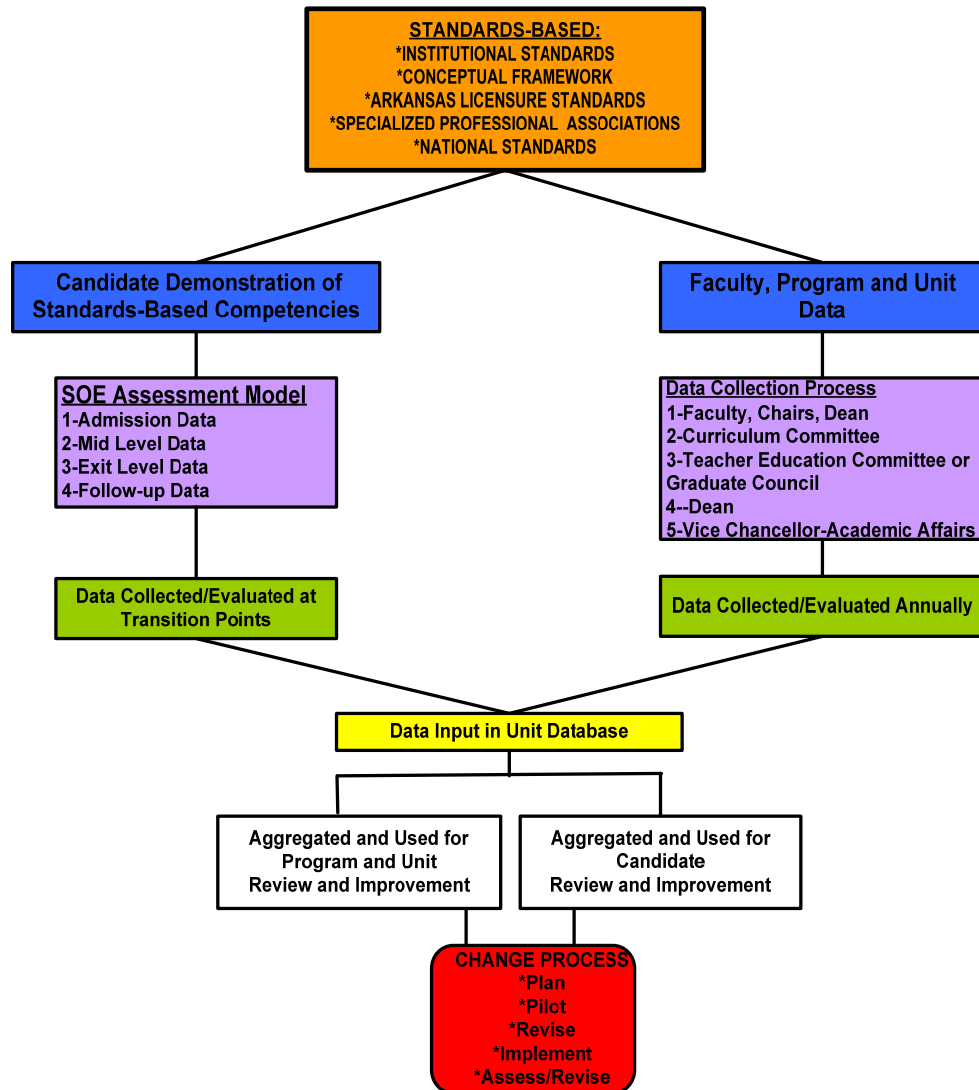 STANDARDS-BASED:
*INSTITUTIONAL STANDARDS
*CONCEPTUAL FRAMEWORK
*ARKANSAS LICENSURE STANDARDS
*SPECIALIZED PROFESSIONAL ASSOCIATIONS
*NATIONAL STANDARDS
Candidate Demonstration of
Standards-Based Competencies
Faculty, Program and Unit
Data
SOE Assessment Model
1-Admission Data
2-Mid Level Data
3-Exit Level Data
4-Follow-up Data
Data Collection Process
1-Faculty, Chairs, Dean
2-Curriculum Committee
3-Teacher Education Committee or
Graduate Council
4--Dean
5-Vice Chancellor-Academic Affairs
Data Collected/Evaluated at
Transition Points
Data Collected/Evaluated Annually
Data Input in Unit Database
Aggregated and Used for
Program and Unit
Review and Improvement
Aggregated and Used for
Candidate
Review and Improvement
CHANGE PROCESS
*Plan
*Pilot
*Revise
*Implement
*Assess/Revise